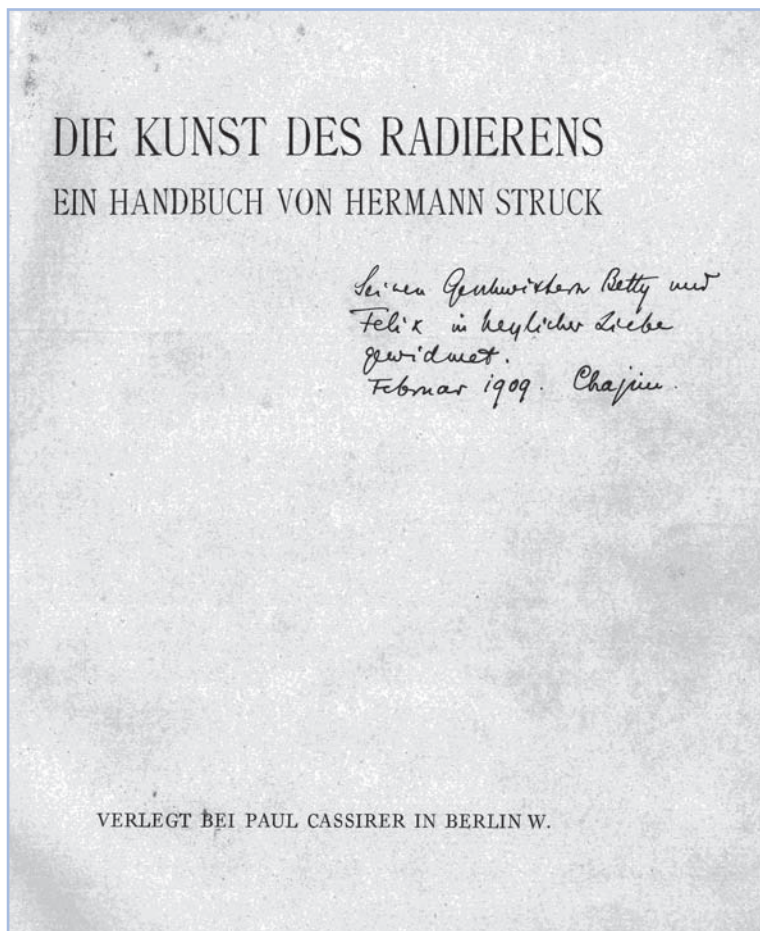 DIE KUNST DES RADIERENS
EIN HANDBUCH VON HERMANN STRUCK
Seinen Geschwistern Betty und
Felix in herzlicher Liebe
gewidmet.
Februar 1909. Chajim.
VERLEGT BEI PAUL CASSIRER IN BERLIN W.